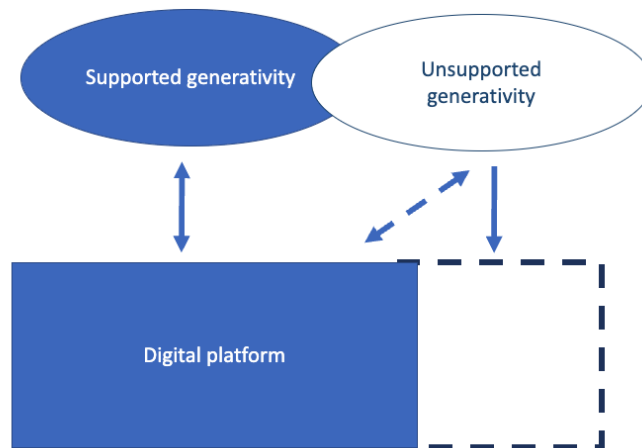 Supported generativity
Unsupported
generativity
Digital platform